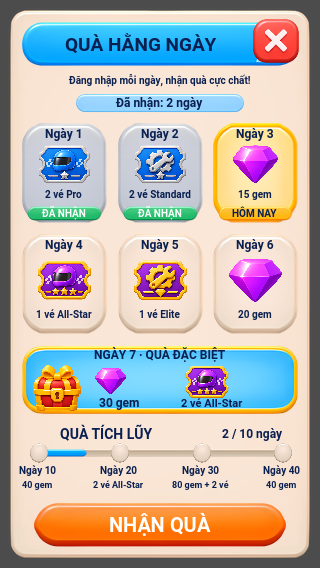 QUÀ HẰNG NGÀY
Đăng nhập mỗi ngày, nhận quà cực chất!
Đã nhận: 2 ngày
Ngày 1
2 vé Pro
ĐÃ NHẬN
Ngày 2
2 vé Standard
ĐÃ NHẬN
Ngày 3
15 gem
HÔM NAY
Ngày 4
1 vé All-Star
Ngày 5
1 vé Elite
Ngày 6
20 gem
NGÀY 7 · QUÀ ĐẶC BIỆT
30 gem
2 vé All-Star
QUÀ TÍCH LŨY
2 / 10 ngày
Ngày 10
40 gem
Ngày 20
2 vé All-Star
Ngày 30
80 gem + 2 vé
Ngày 40
40 gem
NHẬN QUÀ